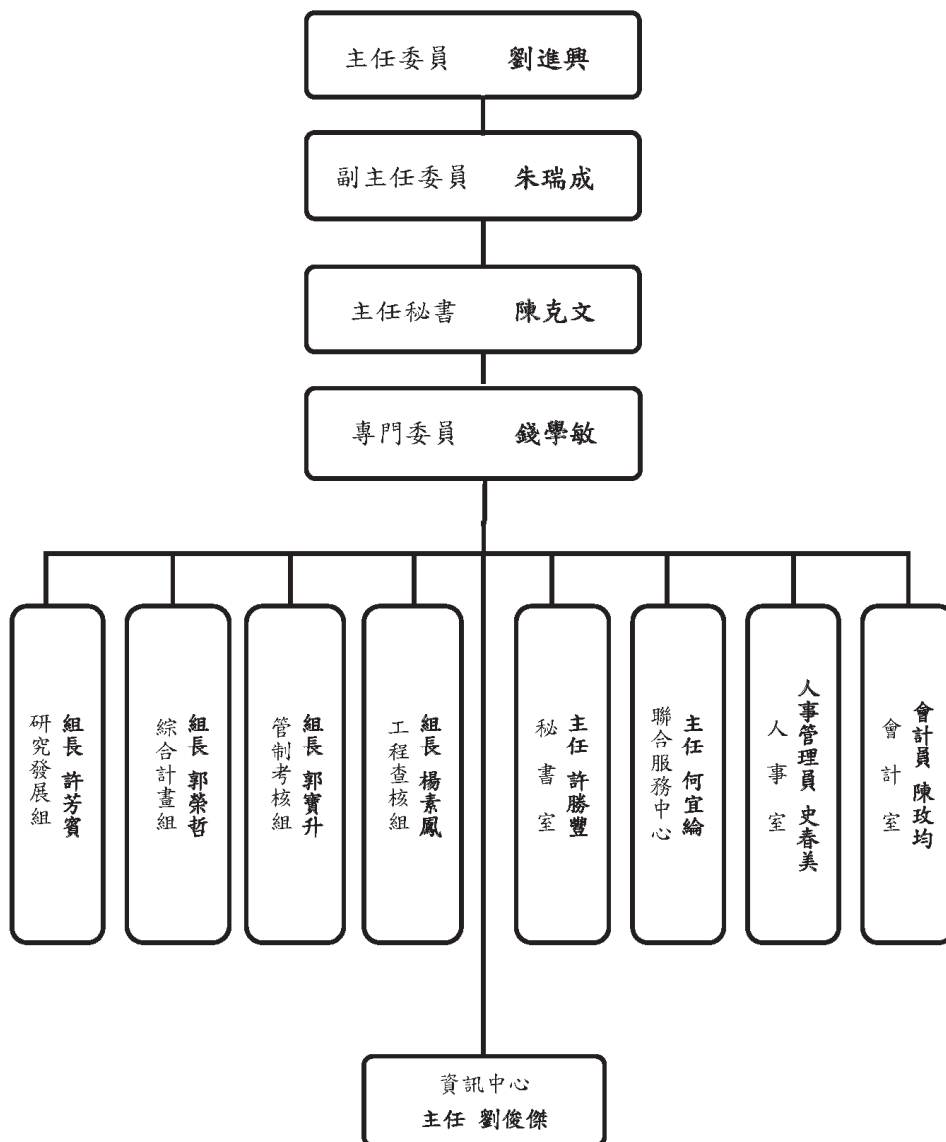 主任委員 劉進興
副主任委員 朱瑞成
主任秘書 陳克文
專門委員 錢學敏
研究發展組
組長 許芳賓
綜合計畫組
組長 郭榮哲
管制考核組
組長 郭寶升
工程查核組
組長 楊素鳳
秘書室
主任 許勝豐
聯合服務中心
主任 何宜綸
人事室
人事管理員 史春美
會計室
會計員 陳玫均
資訊中心
主任 劉俊傑